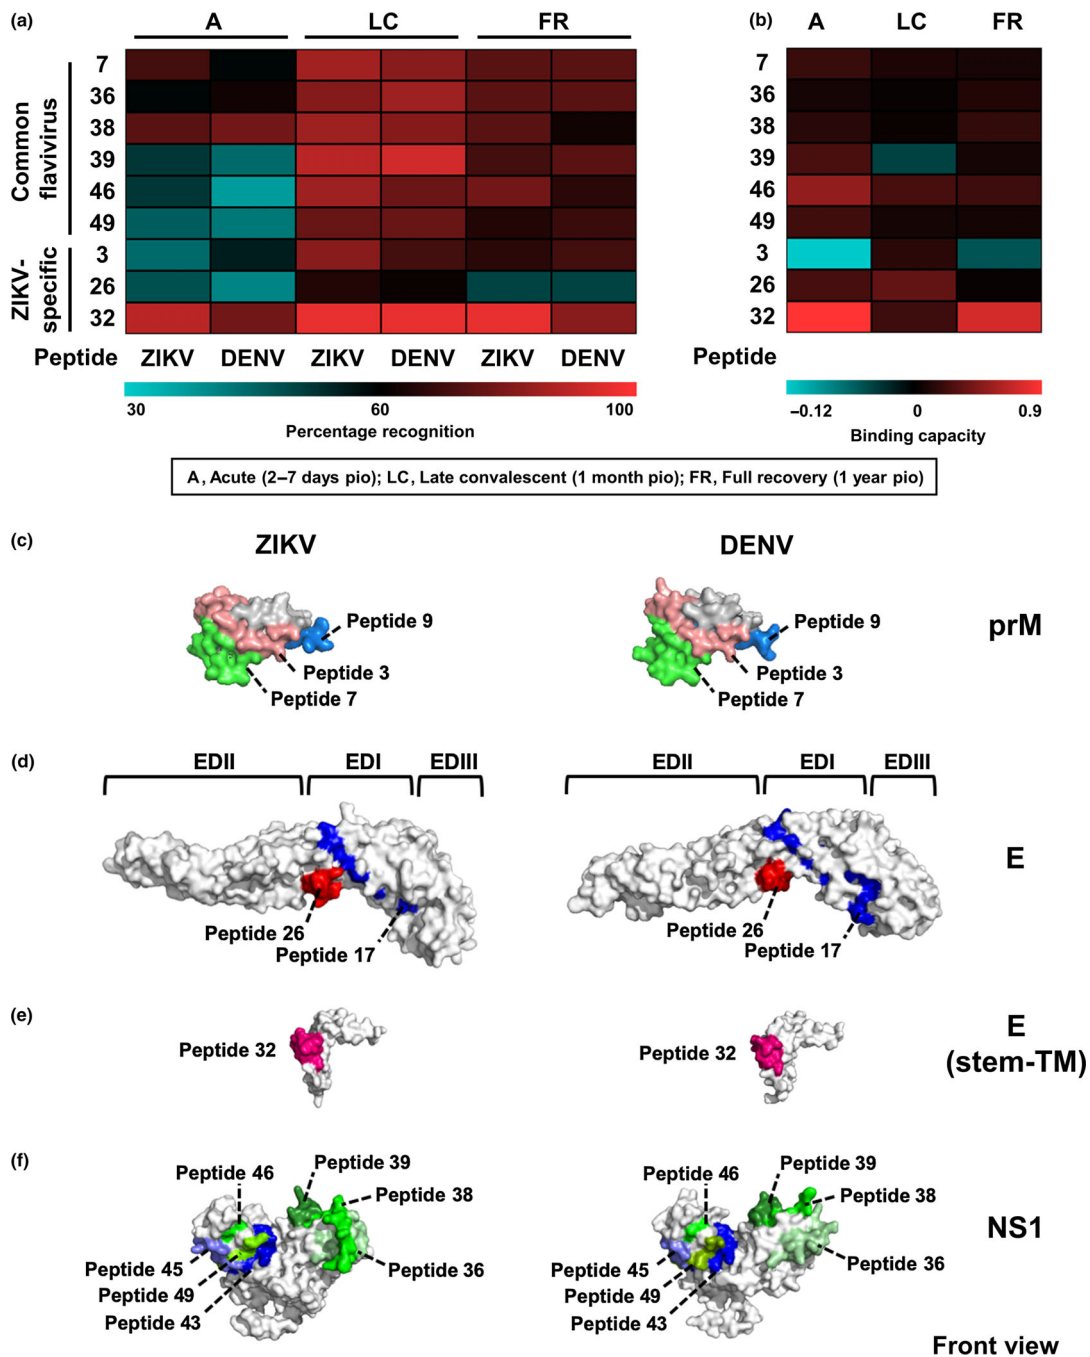 (a)
A LC FR
Common flavivirus
7
36
38
39
46
49
ZIKV-specific
3
26
32
Peptide ZIKV DENV ZIKV DENV ZIKV DENV
30 60 100
Percentage recognition
(b)
A LC FR
7
36
38
39
46
49
3
26
32
Peptide
−0.12 0 0.9
Binding capacity
A, Acute (2–7 days pio); LC, Late convalescent (1 month pio); FR, Full recovery (1 year pio)
(c)
ZIKV DENV
Peptide 9
Peptide 3
Peptide 7
Peptide 9
Peptide 3
Peptide 7
prM
(d)
EDII EDI EDIII
Peptide 26
Peptide 17
EDII EDI EDIII
Peptide 26
Peptide 17
E
(e)
Peptide 32
Peptide 32
E
(stem-TM)
(f)
Peptide 46
Peptide 39
Peptide 38
Peptide 36
Peptide 45
Peptide 49
Peptide 43
Peptide 46
Peptide 39
Peptide 38
Peptide 36
Peptide 45
Peptide 49
Peptide 43
NS1
Front view